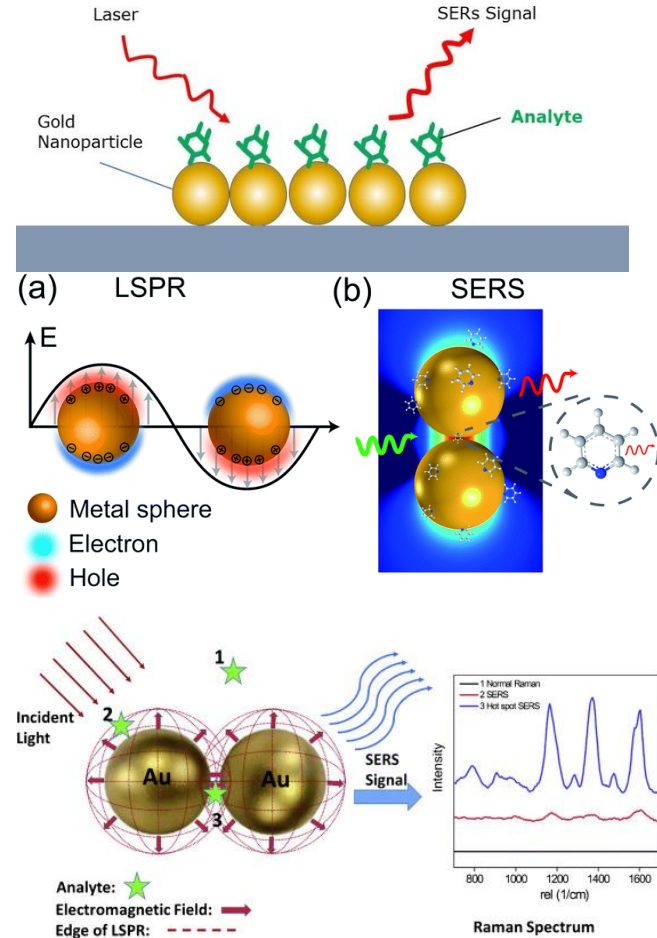 Laser
SERs Signal
Gold
Nanoparticle
Analyte
(a) LSPR
(b) SERS
E
Metal sphere
Electron
Hole
1
2
Incident
Light
Au
Au
3
SERS
Signal
Analyte:
Electromagnetic Field:
Edge of LSPR:
1 Normal Raman
2 SERS
3 Hot spot SERS
Intensity
800 1000 1200 1400 1600
rel (1/cm)
Raman Spectrum